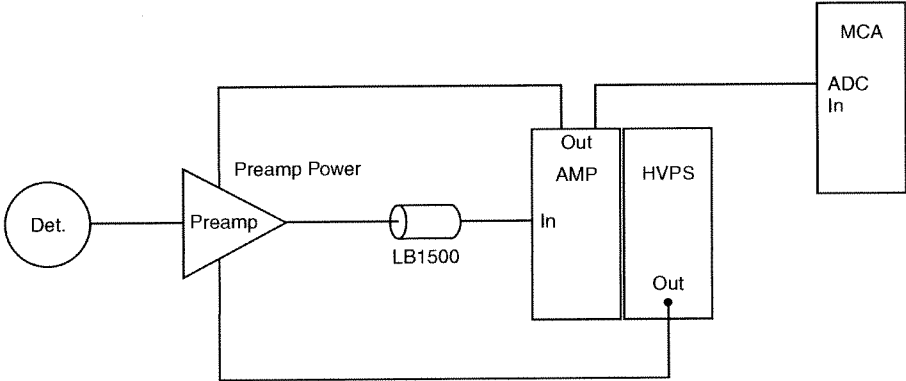 MCA
ADC
In
Out
AMP
HVPS
Preamp Power
Det.
Preamp
In
LB1500
Out